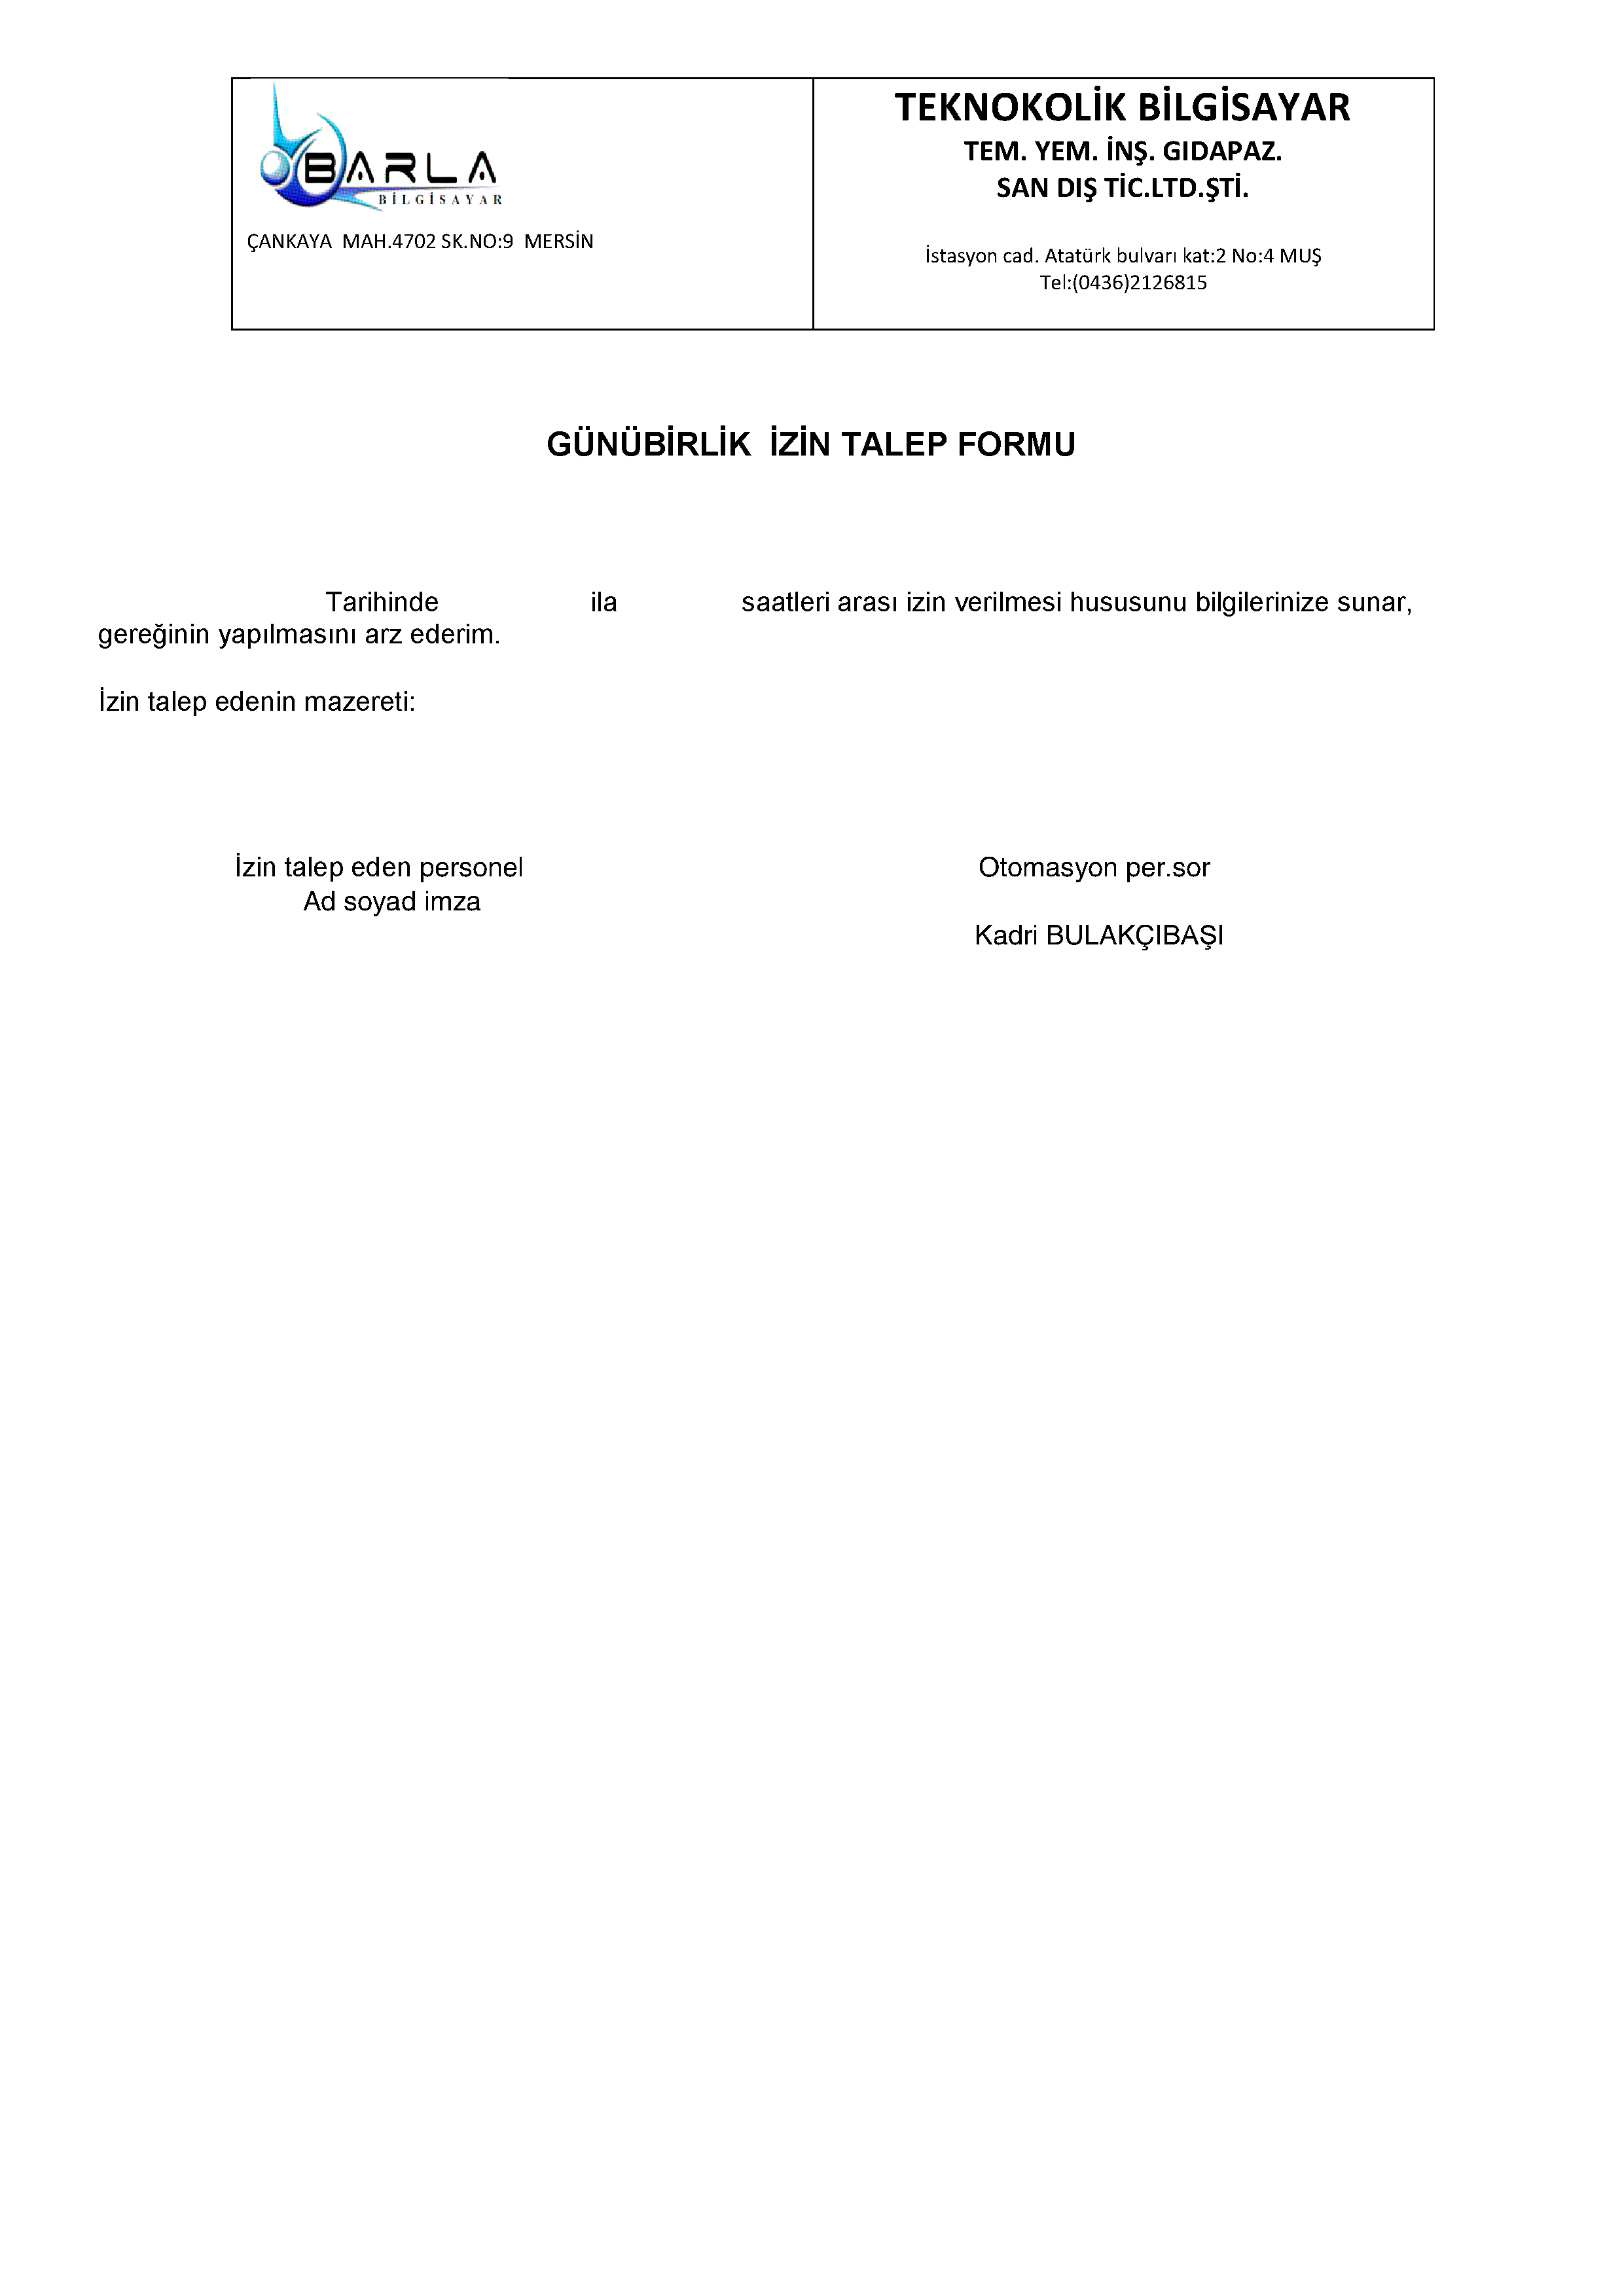 BARLA
BİLGİSAYAR
ÇANKAYA  MAH.4702 SK.NO:9  MERSİN
TEKNOKOLİK BİLGİSAYAR
TEM. YEM. İNŞ. GIDAPAZ.
SAN DIŞ TİC.LTD.ŞTİ.
İstasyon cad. Atatürk bulvarı kat:2 No:4 MUŞ
Tel:(0436)2126815
GÜNÜBİRLİK  İZİN TALEP FORMU
Tarihinde ila saatleri arası izin verilmesi hususunu bilgilerinize sunar,
gereğinin yapılmasını arz ederim.
İzin talep edenin mazereti:
İzin talep eden personel Otomasyon per.sor
Ad soyad imza
Kadri BULAKÇIBAŞI